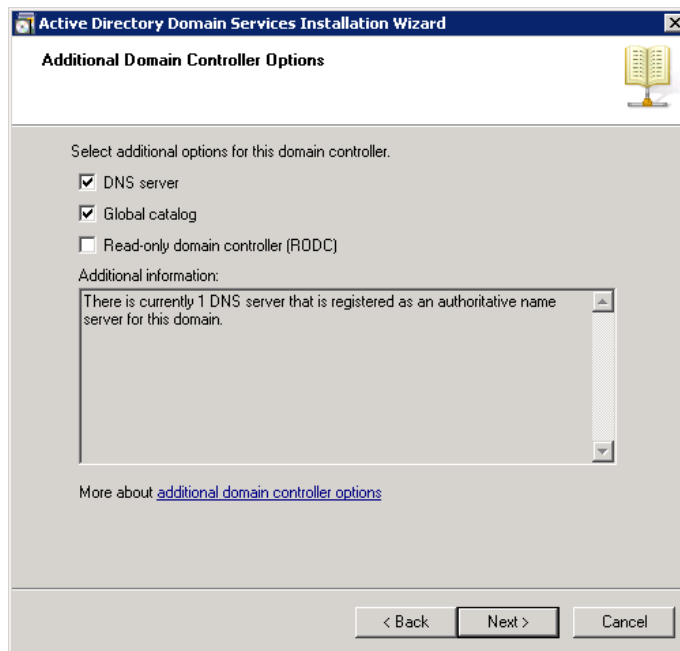 Active Directory Domain Services Installation Wizard
Additional Domain Controller Options
Select additional options for this domain controller.
DNS server
Global catalog
Read-only domain controller (RODC)
Additional information:
There is currently 1 DNS server that is registered as an authoritative name
server for this domain.
More about additional domain controller options
< Back
Next >
Cancel